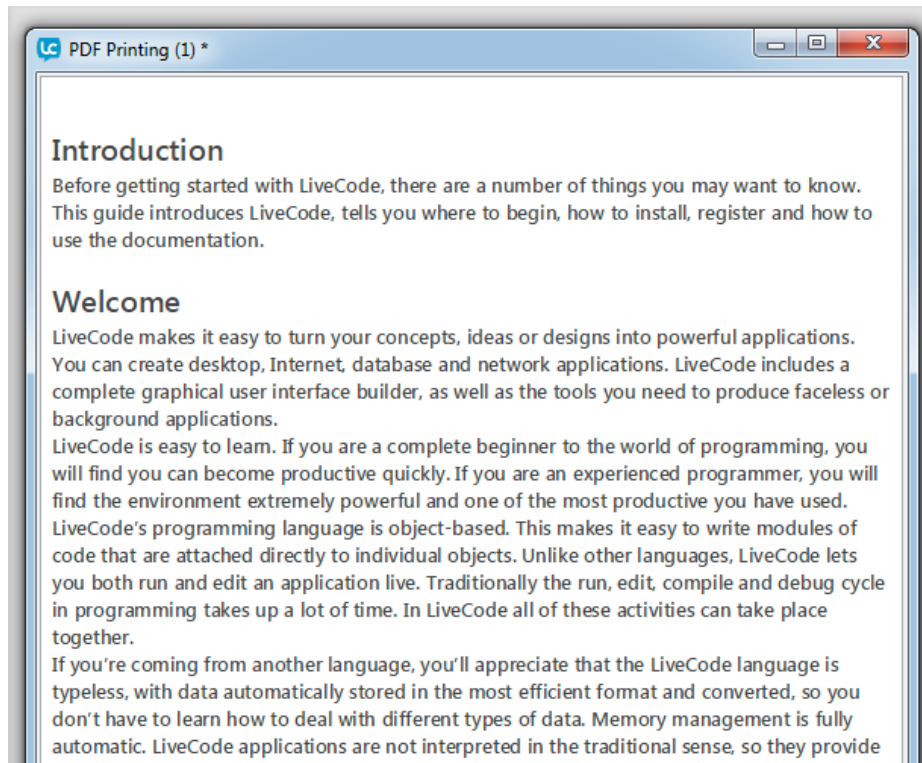 LC PDF Printing (1) *
Introduction
Before getting started with LiveCode, there are a number of things you may want to know.
This guide introduces LiveCode, tells you where to begin, how to install, register and how to
use the documentation.
Welcome
LiveCode makes it easy to turn your concepts, ideas or designs into powerful applications.
You can create desktop, Internet, database and network applications. LiveCode includes a
complete graphical user interface builder, as well as the tools you need to produce faceless or
background applications.
LiveCode is easy to learn. If you are a complete beginner to the world of programming, you
will find you can become productive quickly. If you are an experienced programmer, you will
find the environment extremely powerful and one of the most productive you have used.
LiveCode’s programming language is object-based. This makes it easy to write modules of
code that are attached directly to individual objects. Unlike other languages, LiveCode lets
you both run and edit an application live. Traditionally the run, edit, compile and debug cycle
in programming takes up a lot of time. In LiveCode all of these activities can take place
together.
If you’re coming from another language, you’ll appreciate that the LiveCode language is
typeless, with data automatically stored in the most efficient format and converted, so you
don’t have to learn how to deal with different types of data. Memory management is fully
automatic. LiveCode applications are not interpreted in the traditional sense, so they provide